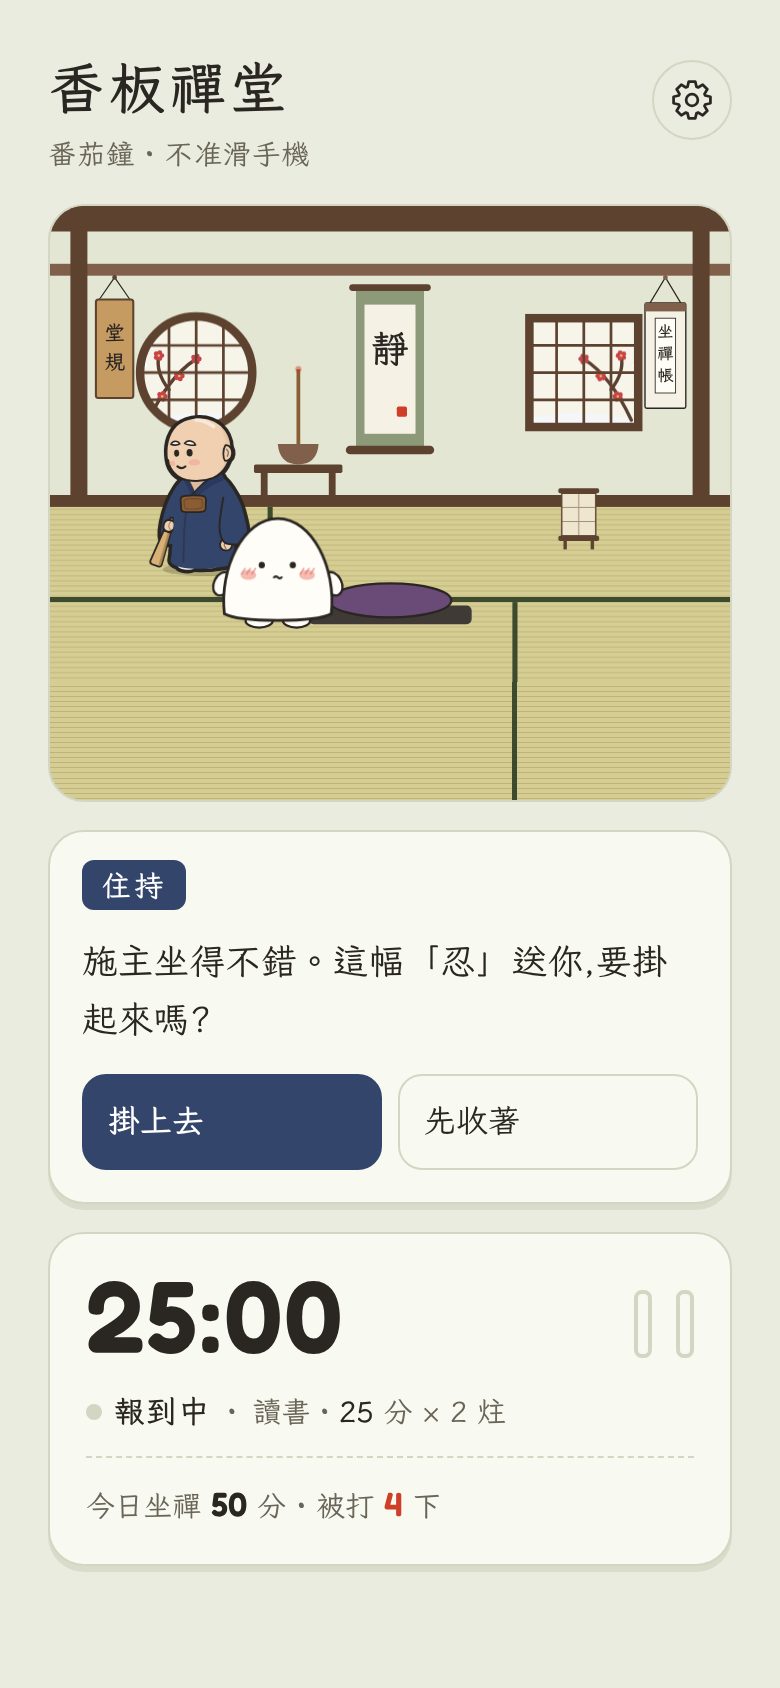 香板禪堂
番茄鐘・不准滑手機
堂規
靜
坐禪帳
住持
施主坐得不錯。這幅「忍」送你,要掛
起來嗎?
掛上去
先收著
25:00
報到中 · 讀書・25 分 × 2 炷
今日坐禪 50 分・被打 4 下